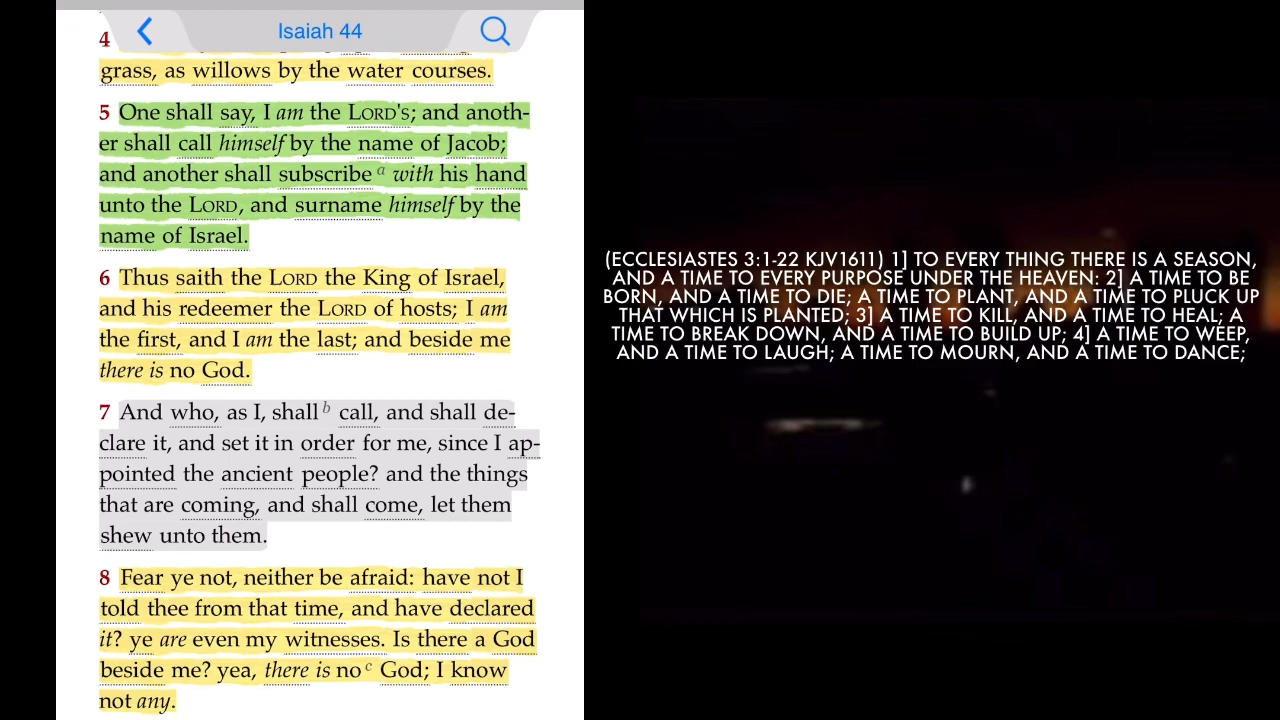 Isaiah 44
4
grass, as willows by the water courses.
5 One shall say, I am the LORD's; and anoth-
er shall call himself by the name of Jacob;
and another shall subscribe a with his hand
unto the LORD, and surname himself by the
name of Israel.
6 Thus saith the LORD the King of Israel,
and his redeemer the LORD of hosts; I am
the first, and I am the last; and beside me
there is no God.
7 And who, as I, shall b call, and shall de-
clare it, and set it in order for me, since I ap-
pointed the ancient people? and the things
that are coming, and shall come, let them
shew unto them.
8 Fear ye not, neither be afraid: have not I
told thee from that time, and have declared
it? ye are even my witnesses. Is there a God
beside me? yea, there is no c God; I know
not any.
(ECCLESIASTES 3:1-22 KJV1611) 1] TO EVERY THING THERE IS A SEASON,
AND A TIME TO EVERY PURPOSE UNDER THE HEAVEN: 2] A TIME TO BE
BORN, AND A TIME TO DIE; A TIME TO PLANT, AND A TIME TO PLUCK UP
THAT WHICH IS PLANTED; 3] A TIME TO KILL, AND A TIME TO HEAL; A
TIME TO BREAK DOWN, AND A TIME TO BUILD UP; 4] A TIME TO WEEP,
AND A TIME TO LAUGH; A TIME TO MOURN, AND A TIME TO DANCE;